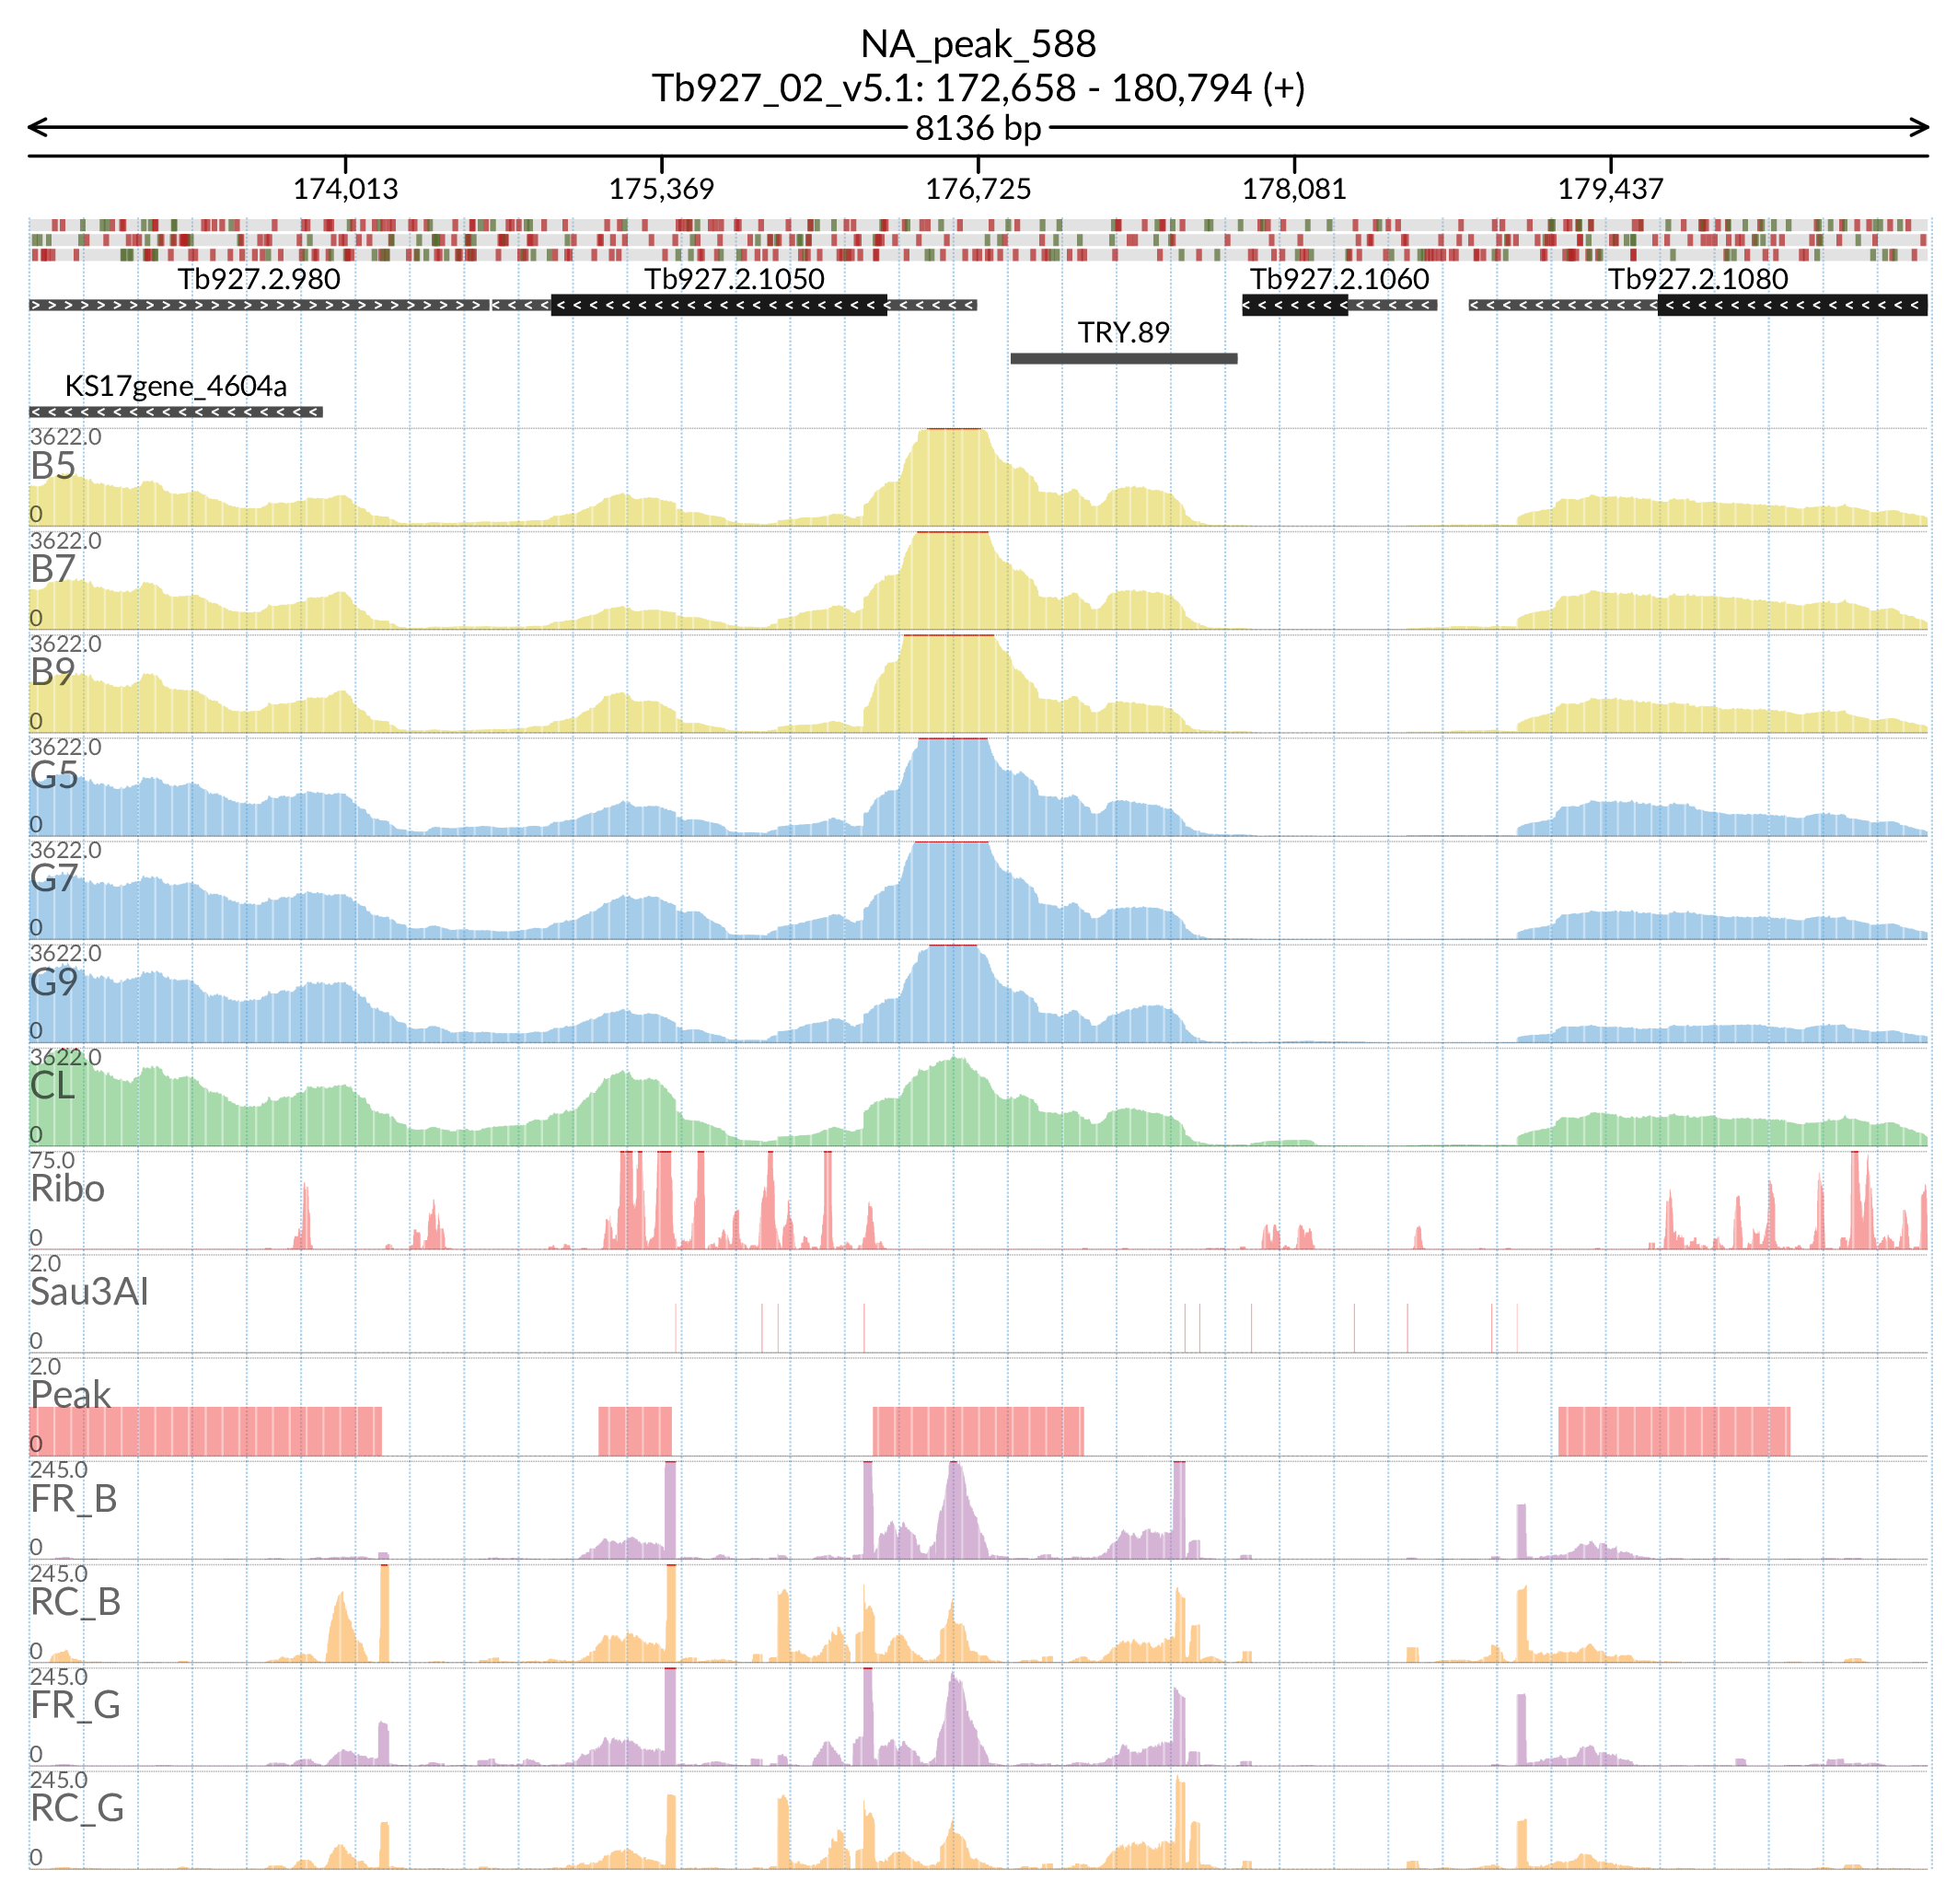 NA_peak_588
Tb927_02_v5.1: 172,658 - 180,794 (+)
8136 bp
174,013 175,369 176,725 178,081 179,437
Tb927.2.980 Tb927.2.1050 Tb927.2.1060 Tb927.2.1080
TRY.89
KS17gene_4604a
3622.0
B5
0
3622.0
B7
0
3622.0
B9
0
3622.0
G5
0
3622.0
G7
0
3622.0
G9
0
3622.0
CL
0
75.0
Ribo
0
2.0
Sau3AI
0
2.0
Peak
0
245.0
FR_B
0
245.0
RC_B
0
245.0
FR_G
0
245.0
RC_G
0